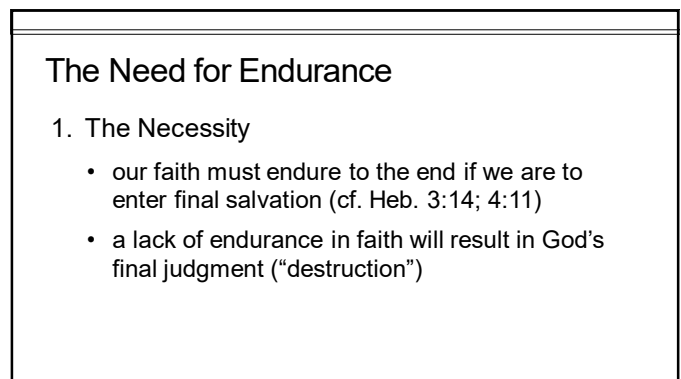 The Need for Endurance
1. The Necessity
• our faith must endure to the end if we are to
enter final salvation (cf. Heb. 3:14; 4:11)
• a lack of endurance in faith will result in God’s
final judgment (“destruction”)